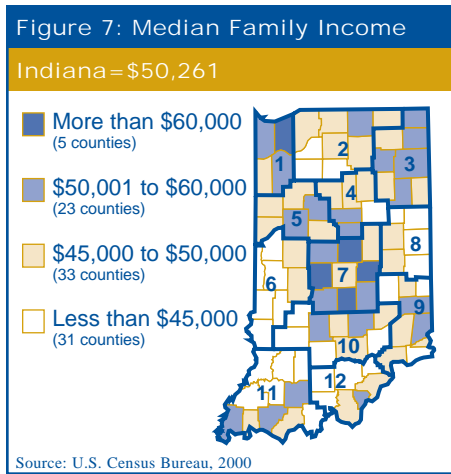 Figure 7: Median Family Income
Indiana=$50,261
More than $60,000
(5 counties)
$50,001 to $60,000
(23 counties)
$45,000 to $50,000
(33 counties)
Less than $45,000
(31 counties)
1
2
3
4
5
6
7
8
9
10
11
12
Source: U.S. Census Bureau, 2000